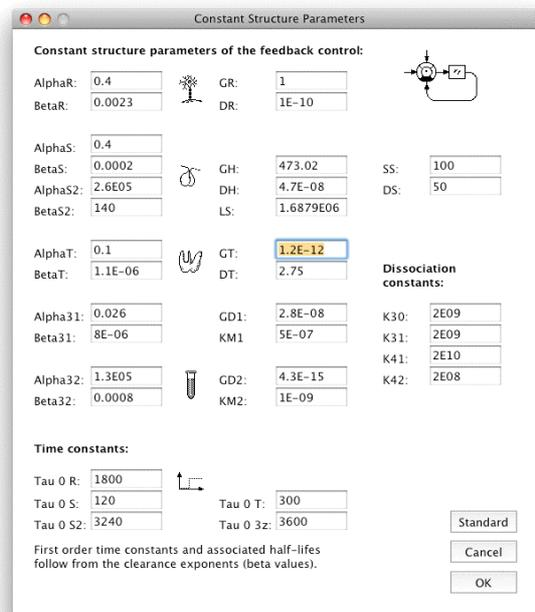 Constant Structure Parameters
Constant structure parameters of the feedback control:
AlphaR: 0.4 GR: 1
BetaR: 0.0023 DR: 1E-10
AlphaS: 0.4
BetaS: 0.0002 GH: 473.02 SS: 100
AlphaS2: 2.6E05 DH: 4.7E-08 DS: 50
BetaS2: 140 LS: 1.6879E06
AlphaT: 0.1 GT: 1.2E-12
BetaT: 1.1E-06 DT: 2.75
Dissociation
constants:
Alpha31: 0.026 GD1: 2.8E-08 K30: 2E09
Beta31: 8E-06 KM1 5E-07 K31: 2E09
K41: 2E10
Alpha32: 1.3E05 GD2: 4.3E-15 K42: 2E08
Beta32: 0.0008 KM2: 1E-09
Time constants:
Tau 0 R: 1800
Tau 0 S: 120 Tau 0 T: 300
Tau 0 S2: 3240 Tau 0 3z: 3600
First order time constants and associated half-lifes
follow from the clearance exponents (beta values).
Standard
Cancel
OK